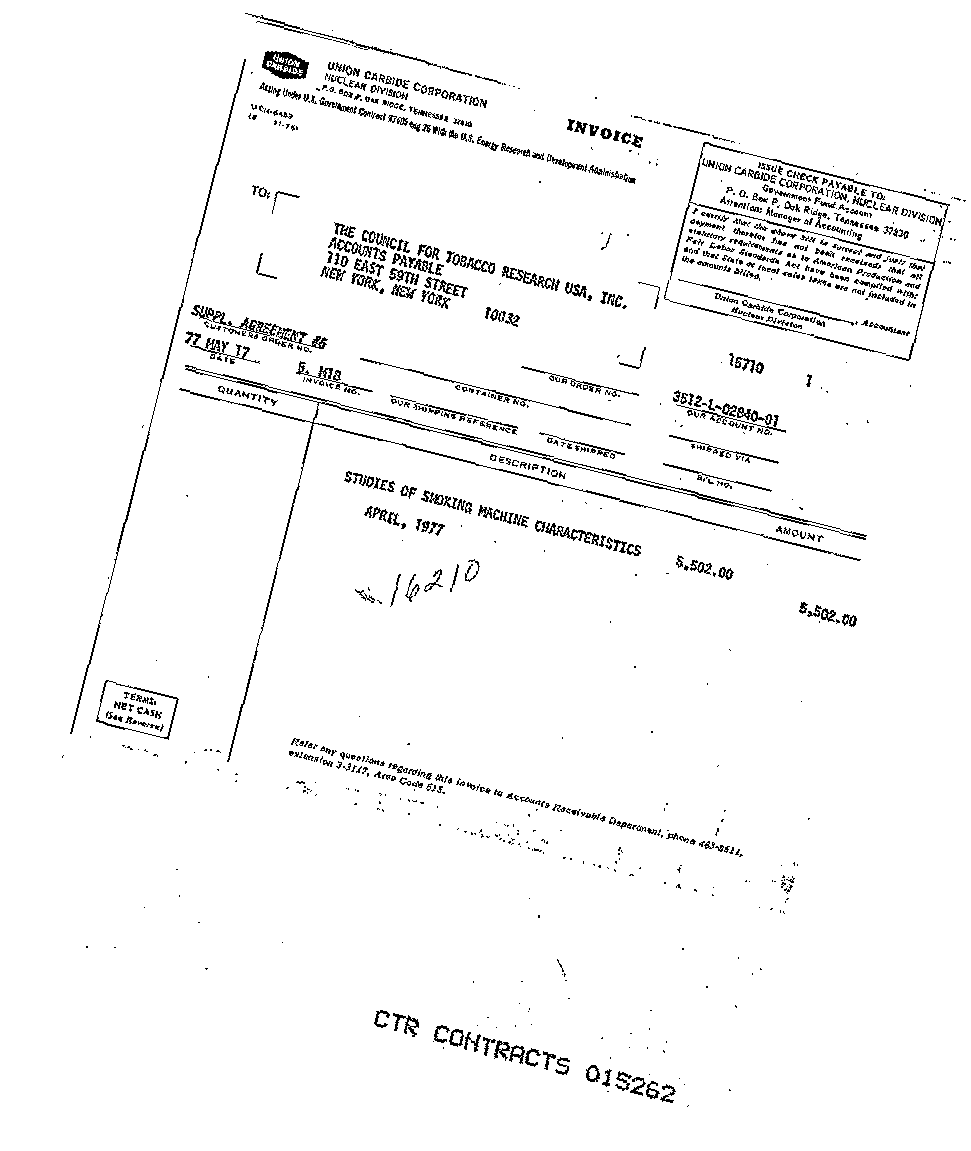 UNION CARBIDE
UNION CARBIDE CORPORATION
NUCLEAR DIVISION
P.O. BOX P, OAK RIDGE, TENNESSEE 37830
Acting Under U.S. Government Contract W7405 eng 26 With the U.S. Energy Research and Development Administration
INVOICE
ISSUE CHECK PAYABLE TO:
UNION CARBIDE CORPORATION, NUCLEAR DIVISION
Government Fund Account
P. O. Box P, Oak Ridge, Tennessee 37830
Attention: Manager of Accounting
I certify that the above bill is correct and just; that
payment therefor has not been received; that all
statutory requirements as to American Production and
Fair Labor Standards Act have been complied with;
and that State or local sales taxes are not included in
the amounts billed.
Union Carbide Corporation
Nuclear Division
, Accountant
TO:
THE COUNCIL FOR TOBACCO RESEARCH USA, INC.
ACCOUNTS PAYABLE
110 EAST 59TH STREET
NEW YORK, NEW YORK 10032
15710 1
SUPPL. AGREEMENT #6
CUSTOMERS ORDER NO.
OUR ORDER NO.
3512-L-02840-01
OUR ACCOUNT NO.
77 MAY 17
DATE
INVOICE NO.
CONTAINER NO.
SHIPPED VIA
OUR SHIPPING REFERENCE
DATE SHIPPED
B/L NO.
QUANTITY
DESCRIPTION
AMOUNT
STUDIES OF SMOKING MACHINE CHARACTERISTICS 5,502.00
APRIL, 1977
5,502.00
16210
TERMS:
NET CASH
(See Reverse)
Refer any questions regarding this invoice to Accounts Receivable Department, phone 483-8611,
extension 3-3147, Area Code 615.
CTR CONTRACTS 015262